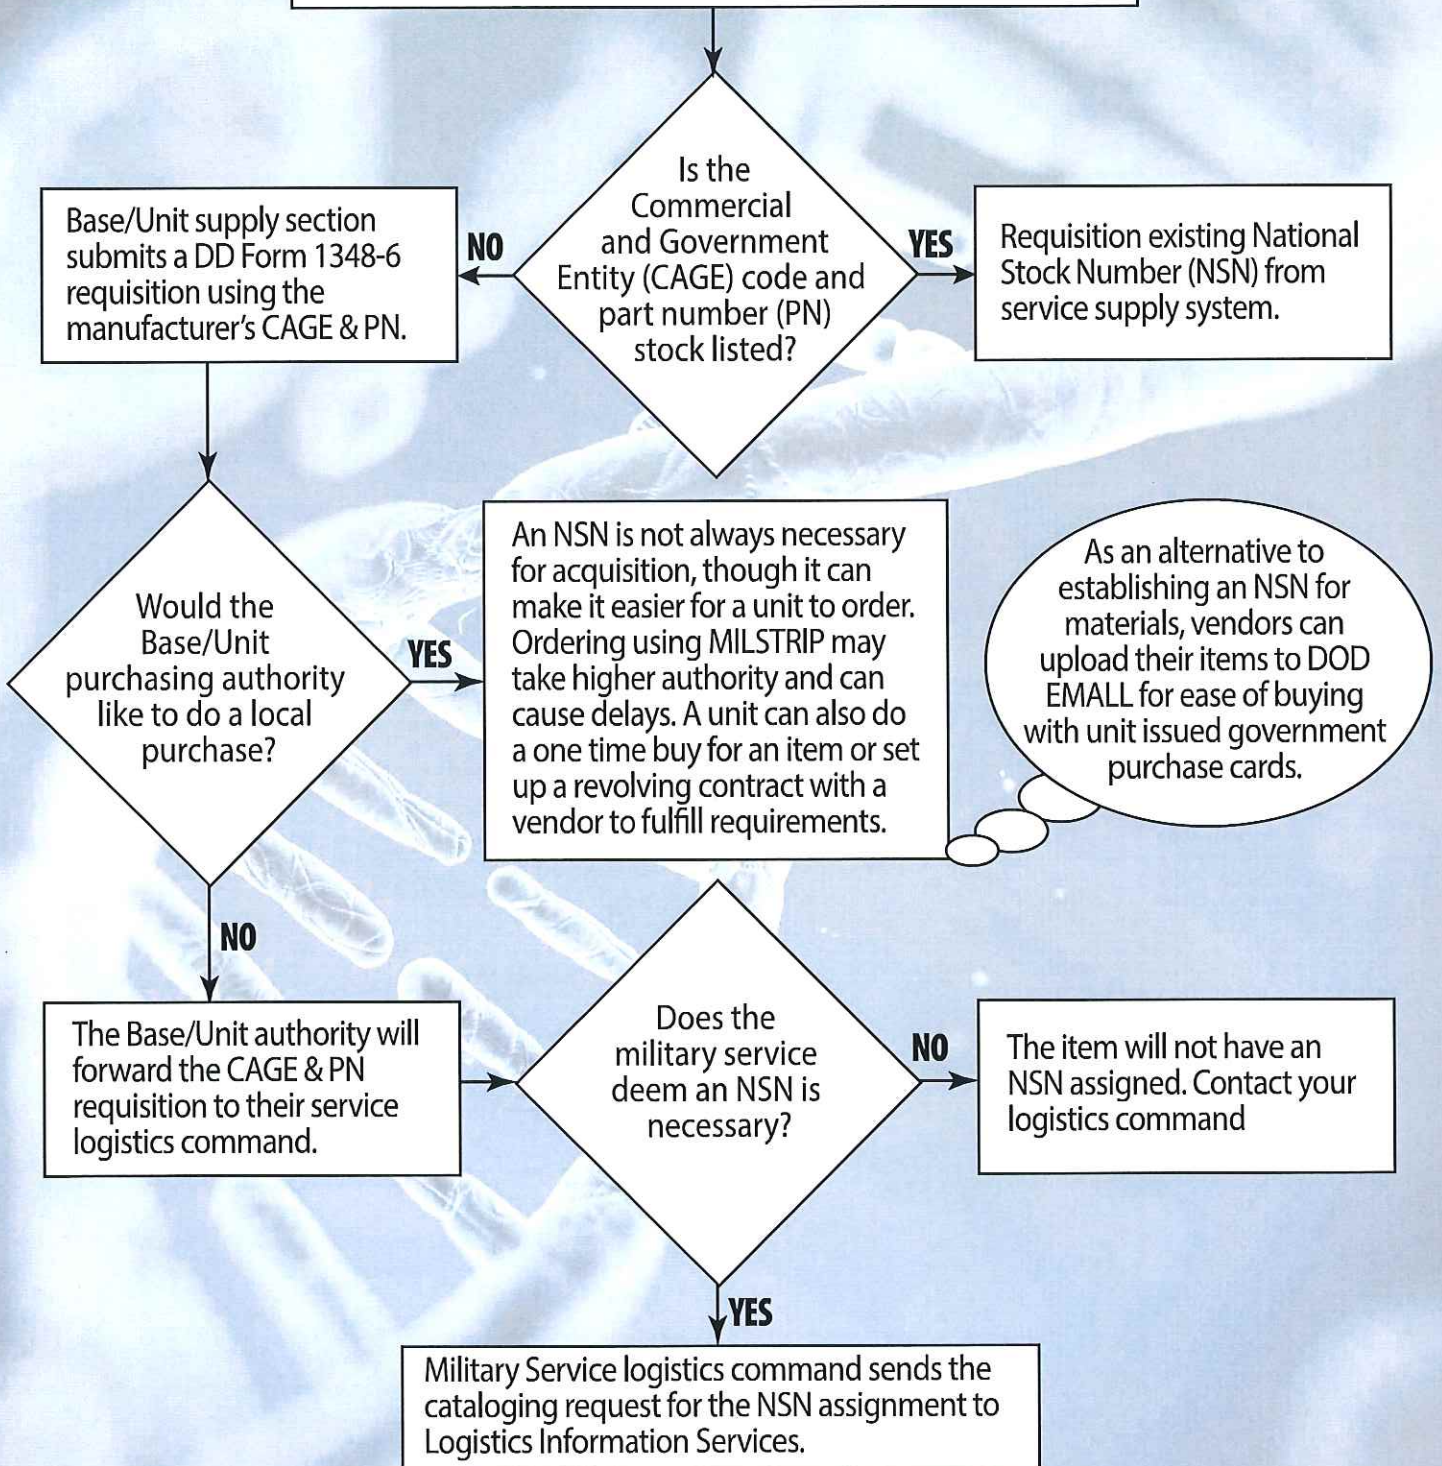 Is the
Commercial
and Government
Entity (CAGE) code and
part number (PN)
stock listed?
NO
YES
Base/Unit supply section
submits a DD Form 1348-6
requisition using the
manufacturer's CAGE & PN.
Requisition existing National
Stock Number (NSN) from
service supply system.
Would the
Base/Unit
purchasing authority
like to do a local
purchase?
YES
An NSN is not always necessary
for acquisition, though it can
make it easier for a unit to order.
Ordering using MILSTRIP may
take higher authority and can
cause delays. A unit can also do
a one time buy for an item or set
up a revolving contract with a
vendor to fulfill requirements.
As an alternative to
establishing an NSN for
materials, vendors can
upload their items to DOD
EMALL for ease of buying
with unit issued government
purchase cards.
NO
The Base/Unit authority will
forward the CAGE & PN
requisition to their service
logistics command.
Does the
military service
deem an NSN is
necessary?
NO
The item will not have an
NSN assigned. Contact your
logistics command
YES
Military Service logistics command sends the
cataloging request for the NSN assignment to
Logistics Information Services.